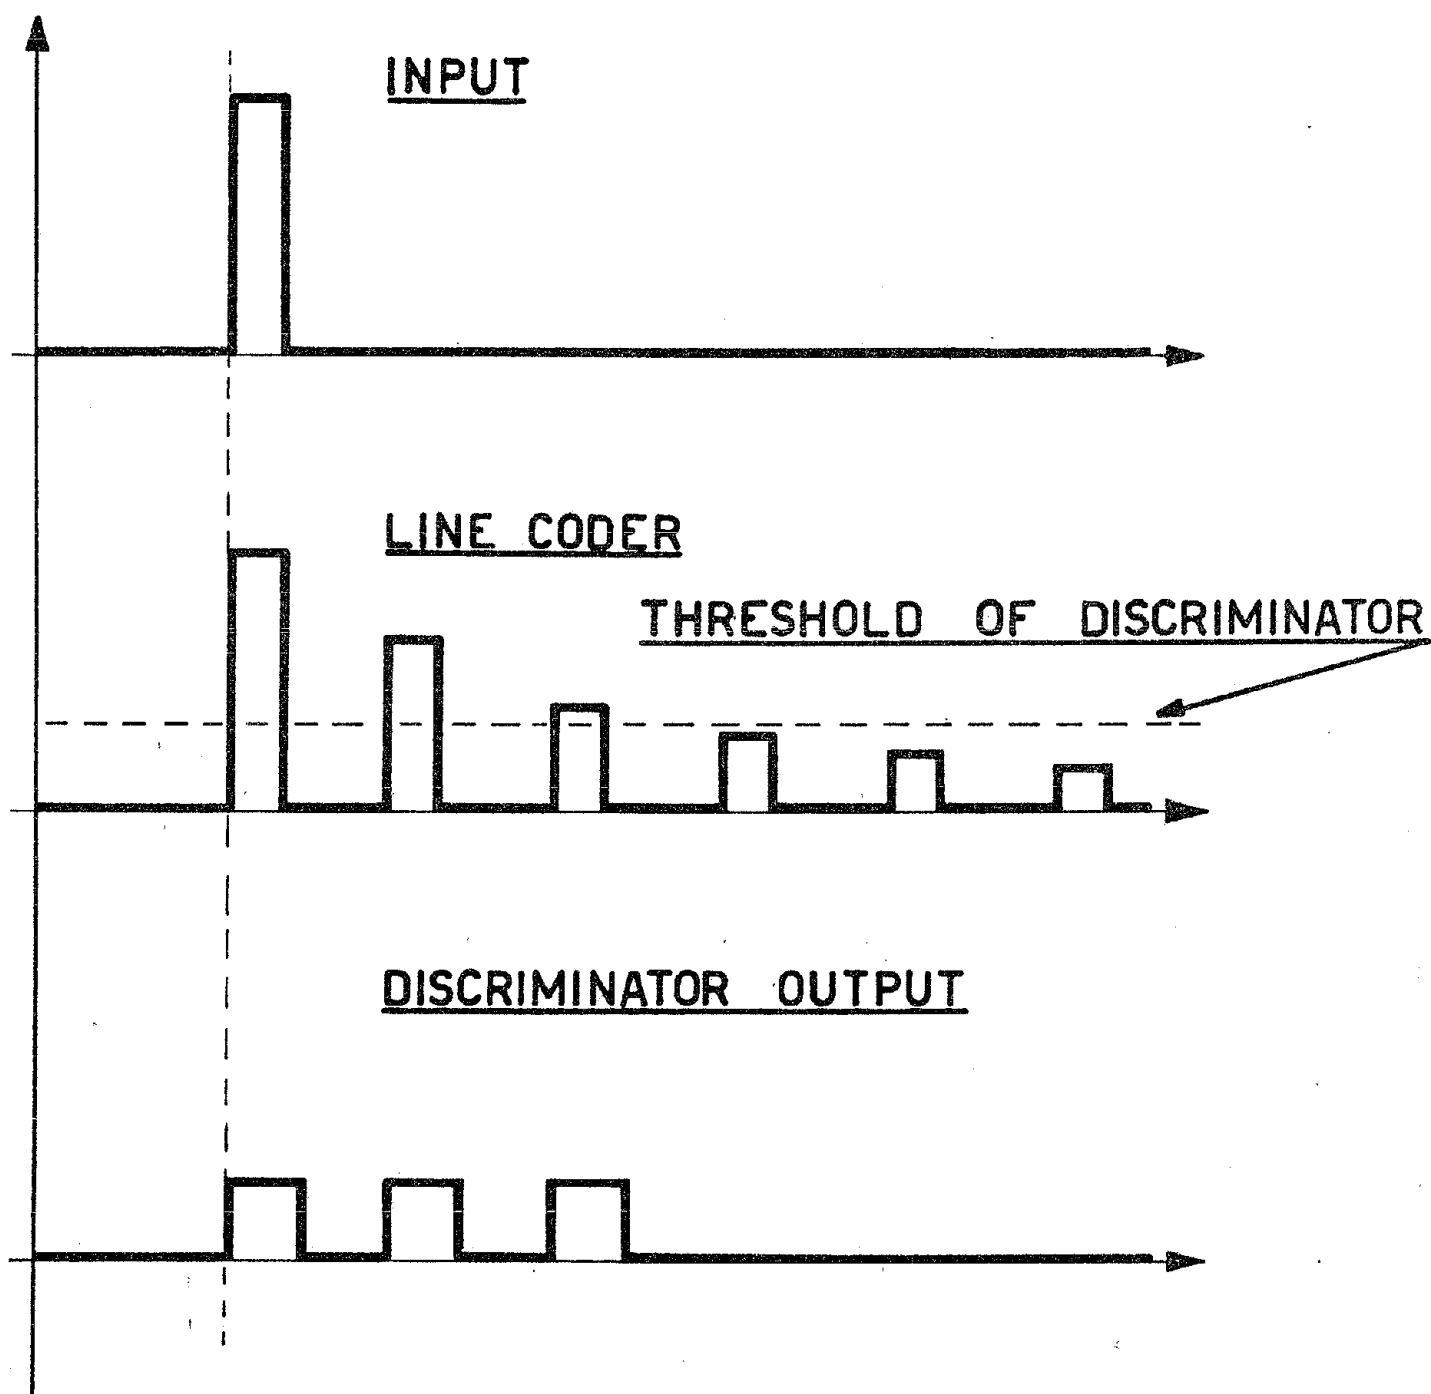 INPUT
LINE CODER
THRESHOLD OF DISCRIMINATOR
DISCRIMINATOR OUTPUT